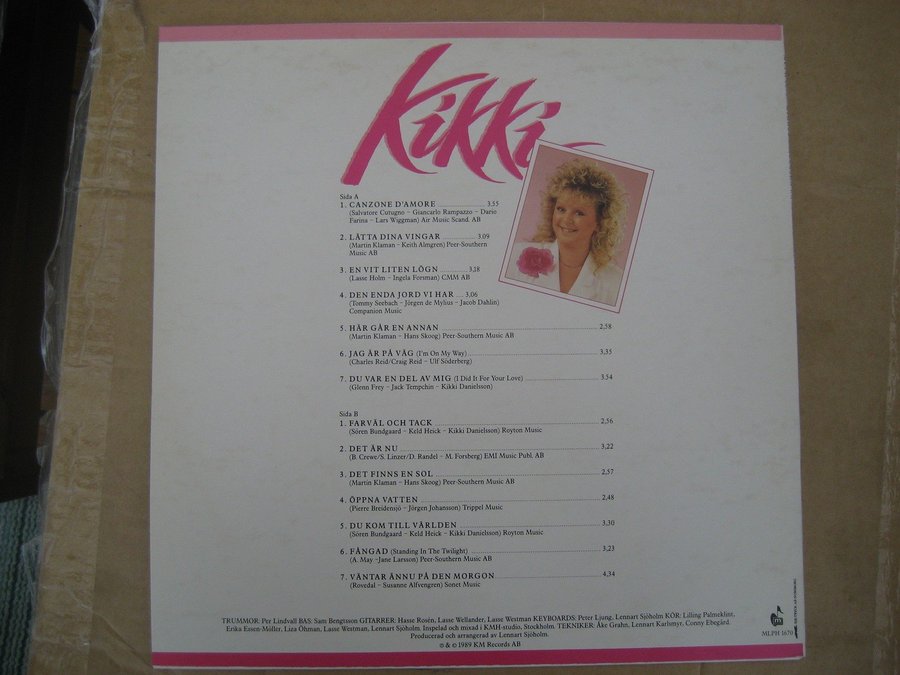 Kikki
Sida A
1. CANZONE D'AMORE 3,55
(Salvatore Cutugno – Giancarlo Rampazzo – Dario
Farina – Lars Wiggman) Air Music Scand. AB
2. LÄTTA DINA VINGAR 3.09
(Martin Klaman – Keith Almgren) Peer-Southern
Music AB
3. EN VIT LITEN LÖGN 3,18
(Lasse Holm – Ingela Forsman) CMM AB
4. DEN ENDA JORD VI HAR 3,06
(Tommy Seebach – Jörgen de Mylius – Jacob Dahlin)
Companion Music
5. HÄR GÅR EN ANNAN 2,58
(Martin Klaman – Hans Skoog) Peer-Southern Music AB
6. JAG ÄR PÅ VÄG (I'm On My Way) 3,35
(Charles Reid/Craig Reid – Ulf Söderberg)
7. DU VAR EN DEL AV MIG (I Did It For Your Love) 3.54
(Glenn Frey – Jack Tempchin – Kikki Danielsson)
Sida B
1. FARVÄL OCH TACK 2,56
(Sören Bundgaard – Keld Heick – Kikki Danielsson) Royton Music
2. DET ÄR NU 3,22
(B. Crewe/S. Linzer/D. Randel – M. Forsberg) EMI Music Publ. AB
3. DET FINNS EN SOL 2,57
(Martin Klaman – Hans Skoog) Peer-Southern Music AB
4. ÖPPNA VATTEN 2,48
(Pierre Breidensjö – Jörgen Johansson) Trippel Music
5. DU KOM TILL VÄRLDEN 3,30
(Sören Bundgaard – Keld Heick – Kikki Danielsson) Royton Music
6. FÅNGAD (Standing In The Twilight) 3,23
(A. May –Jane Larsson) Peer-Southern Music AB
7. VÄNTAR ÄNNU PÅ DEN MORGON 4,34
(Rovedal – Susanne Alfvengren) Sonet Music
TRUMMOR: Per Lindvall BAS: Sam Bengtsson GITARRER: Hasse Rosén, Lasse Wellander, Lasse Westman KEYBOARDS: Peter Ljung, Lennart Sjöholm KÖR: Lilling Palmeklint,
Erika Essen-Möller, Liza Öhman, Lasse Westman, Lennart Sjöholm. Inspelad och mixad i KMH-studio, Stockholm. TEKNIKER: Åke Grahn, Lennart Karlsmyr, Conny Ebegård.
Producerad och arrangerad av Lennart Sjöholm.
℗ & © 1989 KM Records AB
MLPH 1670